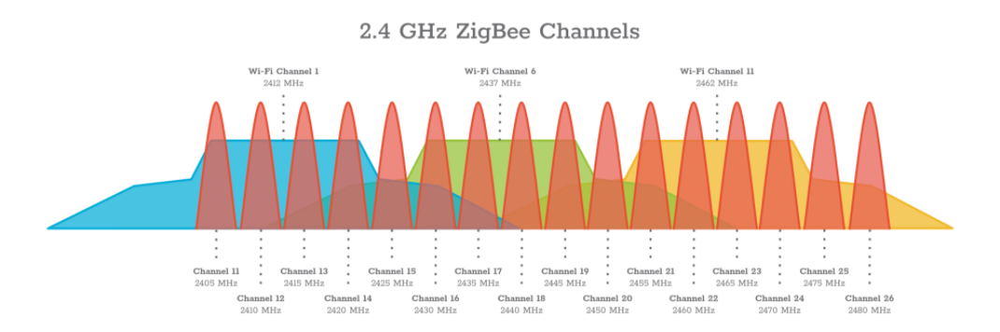 2.4 GHz ZigBee Channels
Wi-Fi Channel 1
2412 MHz
Wi-Fi Channel 6
2437 MHz
Wi-Fi Channel 11
2462 MHz
Channel 11
2405 MHz
Channel 12
2410 MHz
Channel 13
2415 MHz
Channel 14
2420 MHz
Channel 15
2425 MHz
Channel 16
2430 MHz
Channel 17
2435 MHz
Channel 18
2440 MHz
Channel 19
2445 MHz
Channel 20
2450 MHz
Channel 21
2455 MHz
Channel 22
2460 MHz
Channel 23
2465 MHz
Channel 24
2470 MHz
Channel 25
2475 MHz
Channel 26
2480 MHz